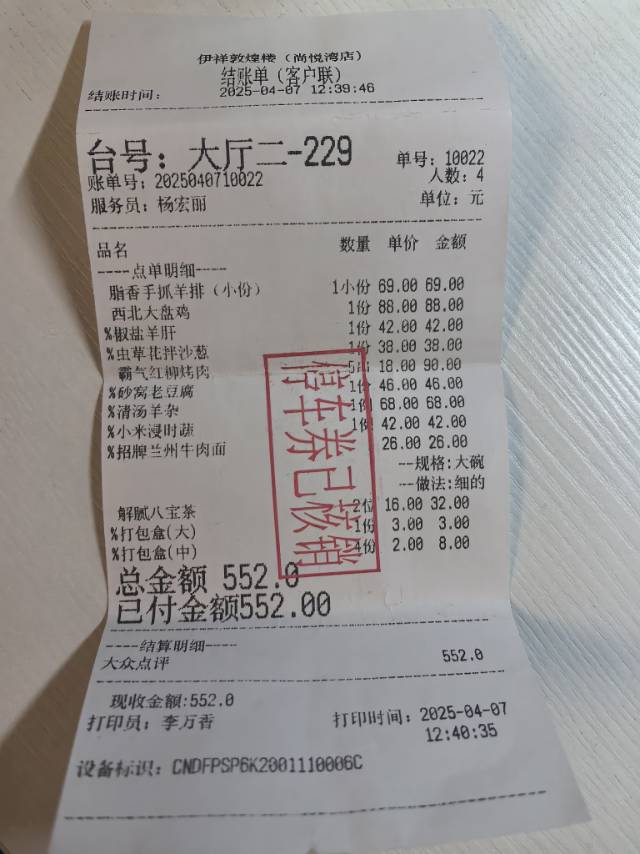 伊祥敦煌楼（尚悦湾店）
结账单（客户联）
结账时间： 2025-04-07 12:39:46
台号：大厅二-229 单号：10022
账单号：2025040710022 人数：4
服务员：杨宏丽 单位：元
品名 数量 单价 金额
----点单明细-----
脂香手抓羊排（小份） 1小份 69.00 69.00
西北大盘鸡 1份 88.00 88.00
%椒盐羊肝 1份 42.00 42.00
%虫草花拌沙葱 1份 38.00 38.00
霸气红柳烤肉 5串 18.00 90.00
%砂窝老豆腐 1份 46.00 46.00
%清汤羊杂 1份 68.00 68.00
%小米浸时蔬 1份 42.00 42.00
%招牌兰州牛肉面 26.00 26.00
--规格:大碗
--做法:细的
解腻八宝茶 2位 16.00 32.00
%打包盒(大) 1份 3.00 3.00
%打包盒(中) 4份 2.00 8.00
停车券已核销
总金额 552.0
已付金额552.00
----结算明细----
大众点评 552.0
现收金额:552.0
打印员：李万香 打印时间：2025-04-07
12:40:35
设备标识：CNDFPSP6K2001110006C